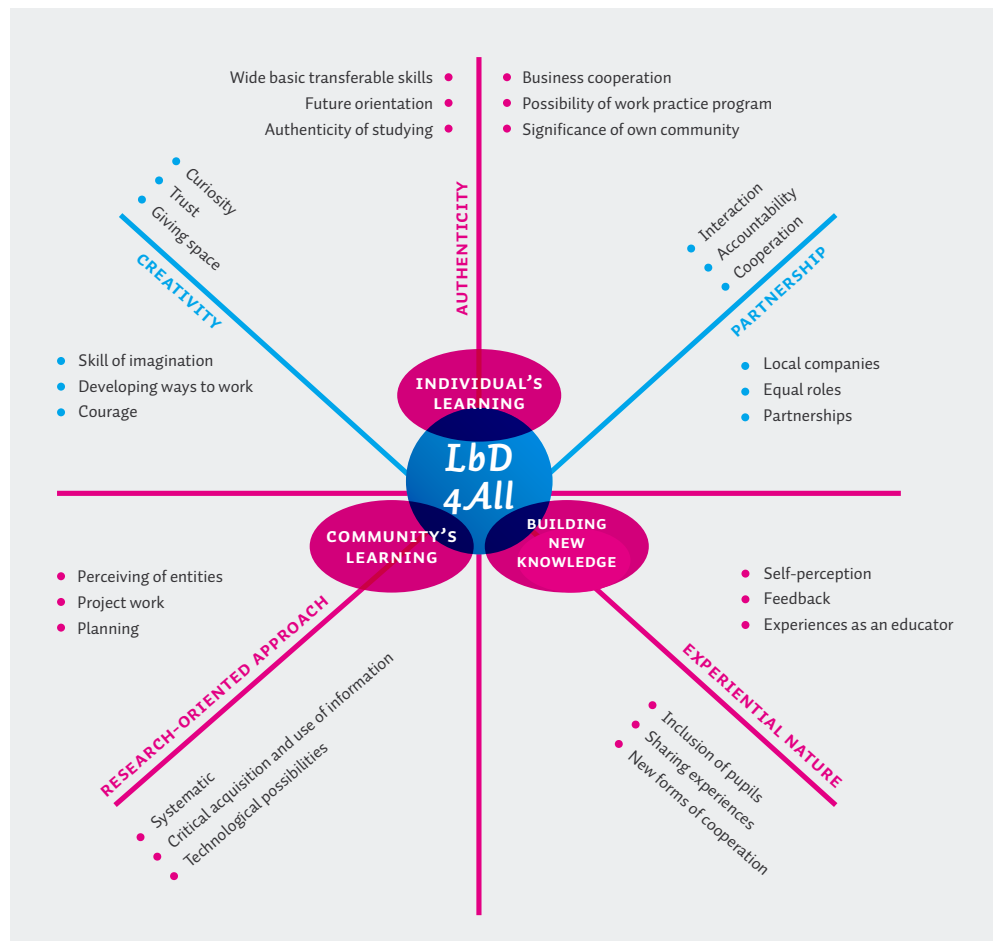 Wide basic transferable skills
Future orientation
Authenticity of studying
Business cooperation
Possibility of work practice program
Significance of own community
AUTHENTICITY
Curiosity
Trust
Giving space
CREATIVITY
Skill of imagination
Developing ways to work
Courage
Interaction
Accountability
Cooperation
PARTNERSHIP
Local companies
Equal roles
Partnerships
INDIVIDUAL'S
LEARNING
LbD
4All
COMMUNITY'S
LEARNING
BUILDING
NEW
KNOWLEDGE
Perceiving of entities
Project work
Planning
RESEARCH-ORIENTED APPROACH
Systematic
Critical acquisition and use of information
Technological possibilities
Self-perception
Feedback
Experiences as an educator
EXPERIENTIAL NATURE
Inclusion of pupils
Sharing experiences
New forms of cooperation